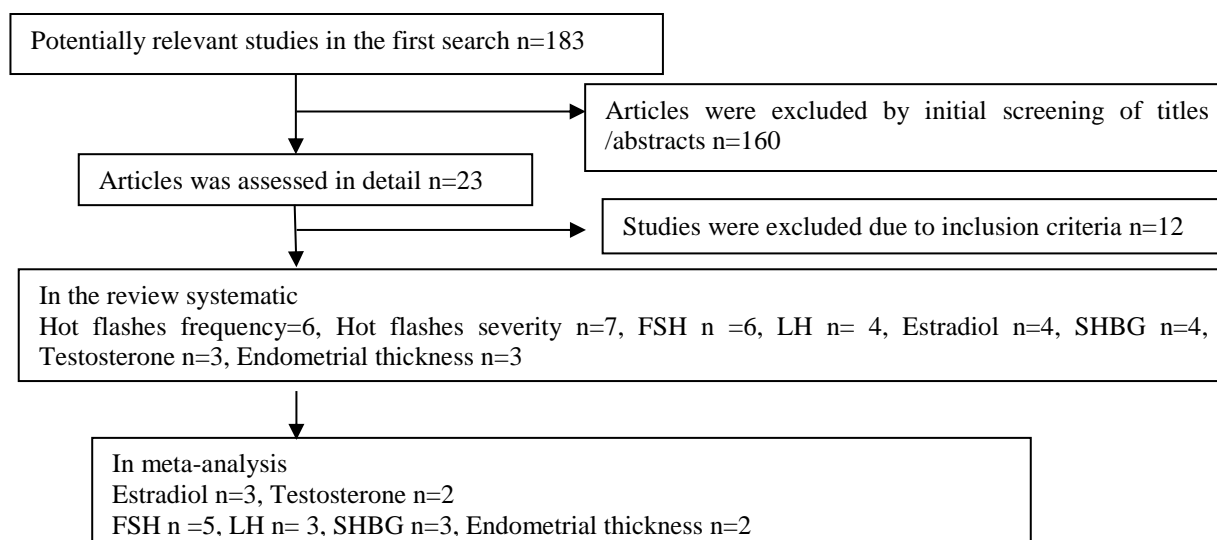 Potentially relevant studies in the first search n=183
Articles were excluded by initial screening of titles
/abstracts n=160
Articles was assessed in detail n=23
Studies were excluded due to inclusion criteria n=12
In the review systematic
Hot flashes frequency=6, Hot flashes severity n=7, FSH n =6, LH n= 4, Estradiol n=4, SHBG n=4,
Testosterone n=3, Endometrial thickness n=3
In meta-analysis
Estradiol n=3, Testosterone n=2
FSH n =5, LH n= 3, SHBG n=3, Endometrial thickness n=2